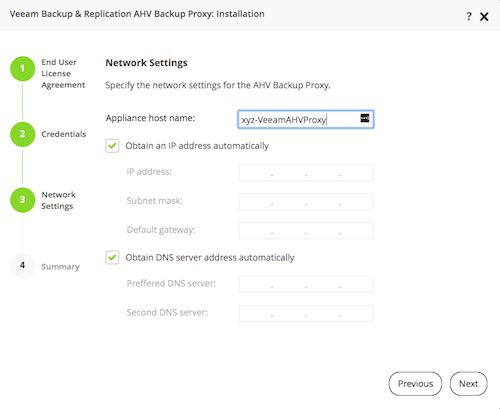 Veeam Backup & Replication AHV Backup Proxy: Installation
? ✕
1 End User
License
Agreement
2 Credentials
3 Network
Settings
4 Summary
Network Settings
Specify the network settings for the AHV Backup Proxy.
Appliance host name: xyz-VeeamAHVProxy
Obtain an IP address automatically
IP address: . . .
Subnet mask: . . .
Default gateway: . . .
Obtain DNS server address automatically
Preffered DNS server: . . .
Second DNS server: . . .
Previous Next